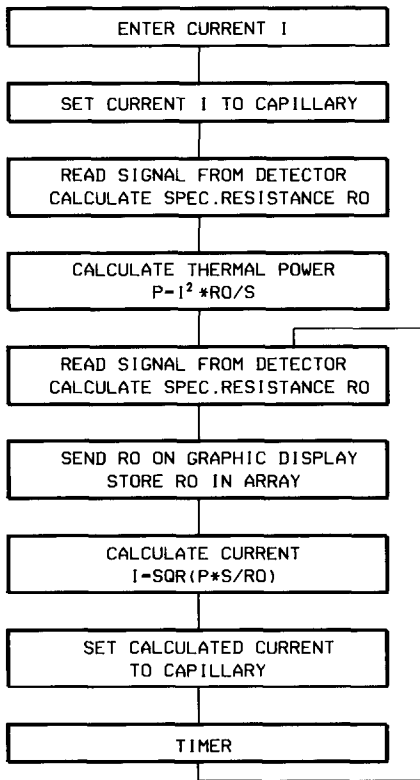 ENTER CURRENT I
SET CURRENT I TO CAPILLARY
READ SIGNAL FROM DETECTOR
CALCULATE SPEC.RESISTANCE RO
CALCULATE THERMAL POWER
P=I²*RO/S
READ SIGNAL FROM DETECTOR
CALCULATE SPEC.RESISTANCE RO
SEND RO ON GRAPHIC DISPLAY
STORE RO IN ARRAY
CALCULATE CURRENT
I=SQR(P*S/RO)
SET CALCULATED CURRENT
TO CAPILLARY
TIMER